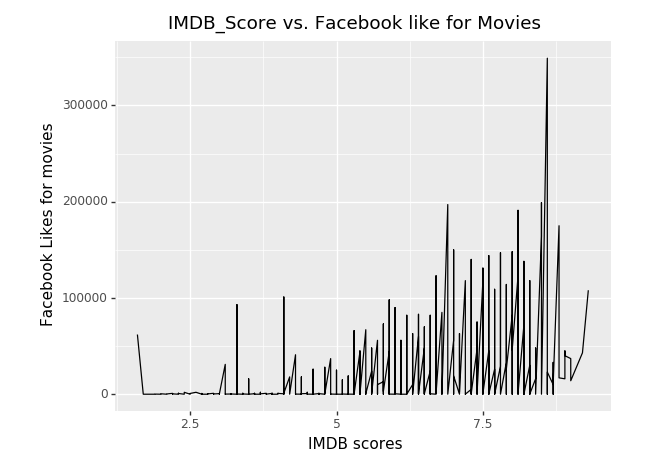 IMDB_Score vs. Facebook like for Movies
Facebook Likes for movies
300000
200000
100000
0
2.5 5 7.5
IMDB scores